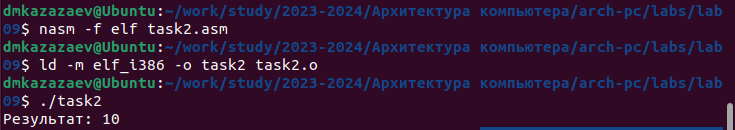 dmkazazaev@Ubuntu:~/work/study/2023-2024/Архитектура компьютера/arch-pc/labs/lab
09$ nasm -f elf task2.asm
dmkazazaev@Ubuntu:~/work/study/2023-2024/Архитектура компьютера/arch-pc/labs/lab
09$ ld -m elf_i386 -o task2 task2.o
dmkazazaev@Ubuntu:~/work/study/2023-2024/Архитектура компьютера/arch-pc/labs/lab
09$ ./task2
Результат: 10